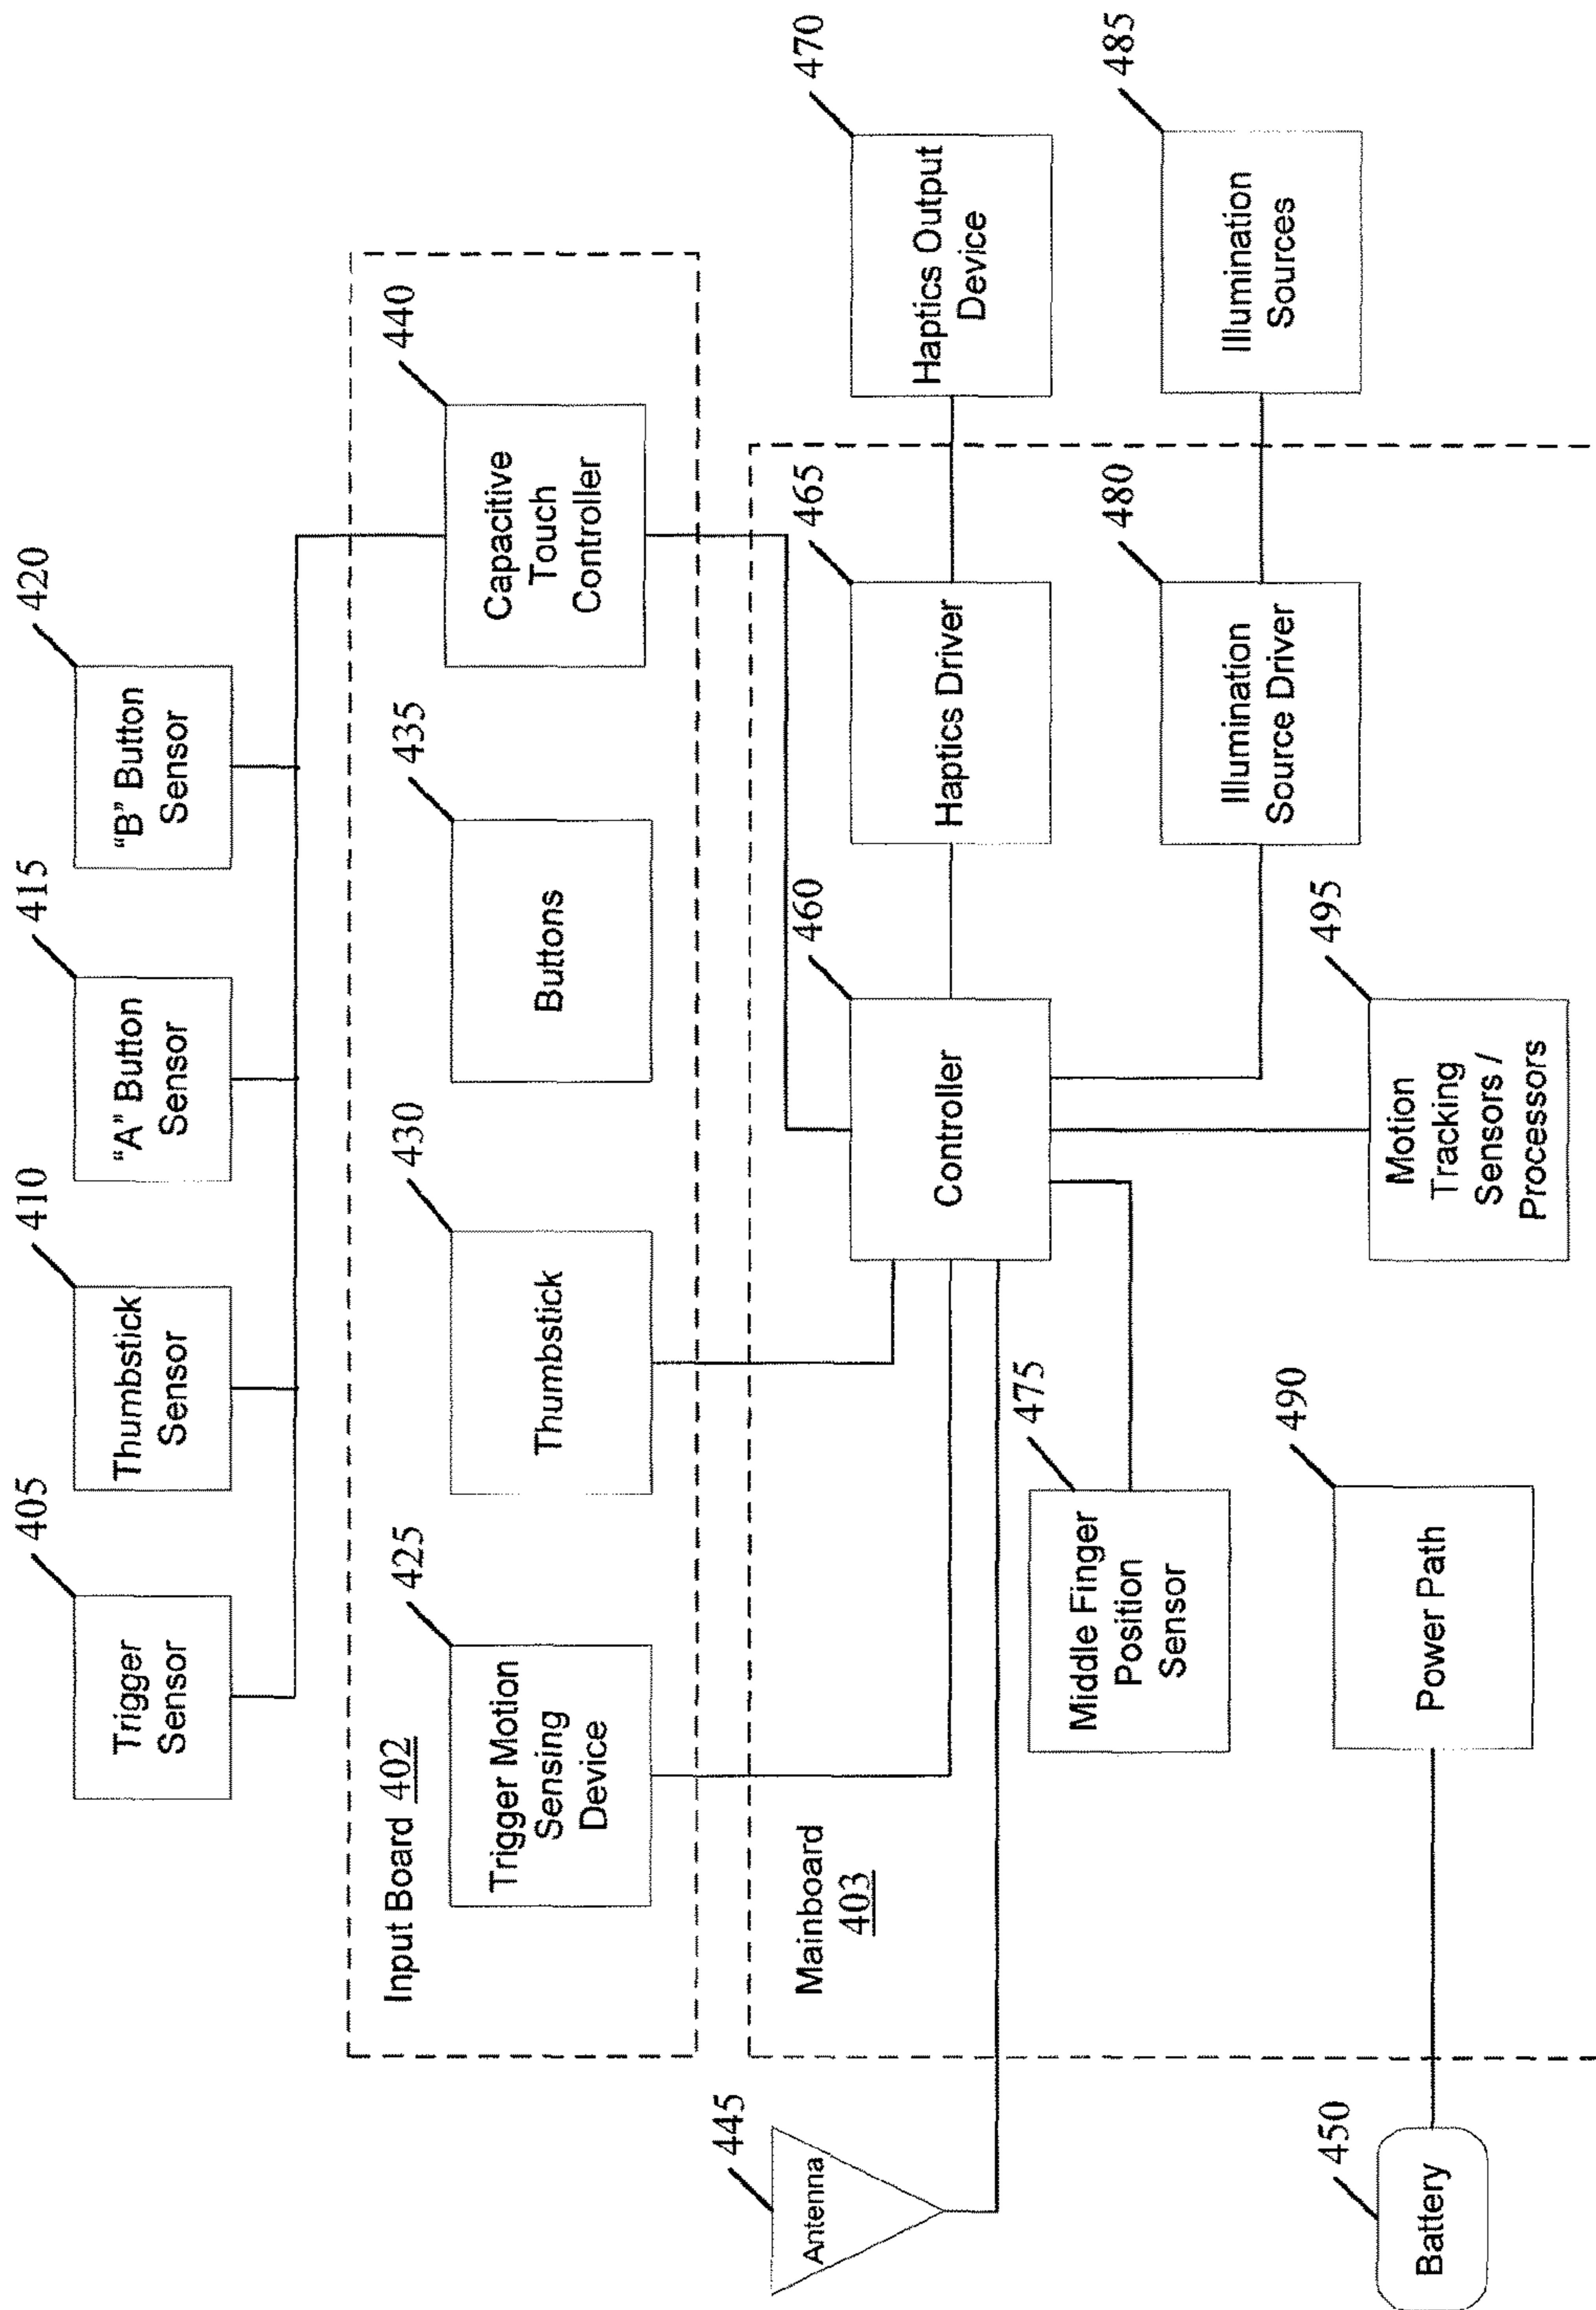 405
Trigger
Sensor
410
Thumbstick
Sensor
415
“A” Button
Sensor
420
“B” Button
Sensor
Input Board 402
425
Trigger Motion
Sensing
Device
430
Thumbstick
435
Buttons
440
Capacitive
Touch
Controller
445
Antenna
Mainboard
403
460
Controller
465
Haptics Driver
470
Haptics Output
Device
475
Middle Finger
Position
Sensor
480
Illumination
Source Driver
485
Illumination
Sources
450
Battery
490
Power Path
495
Motion
Tracking
Sensors /
Processors